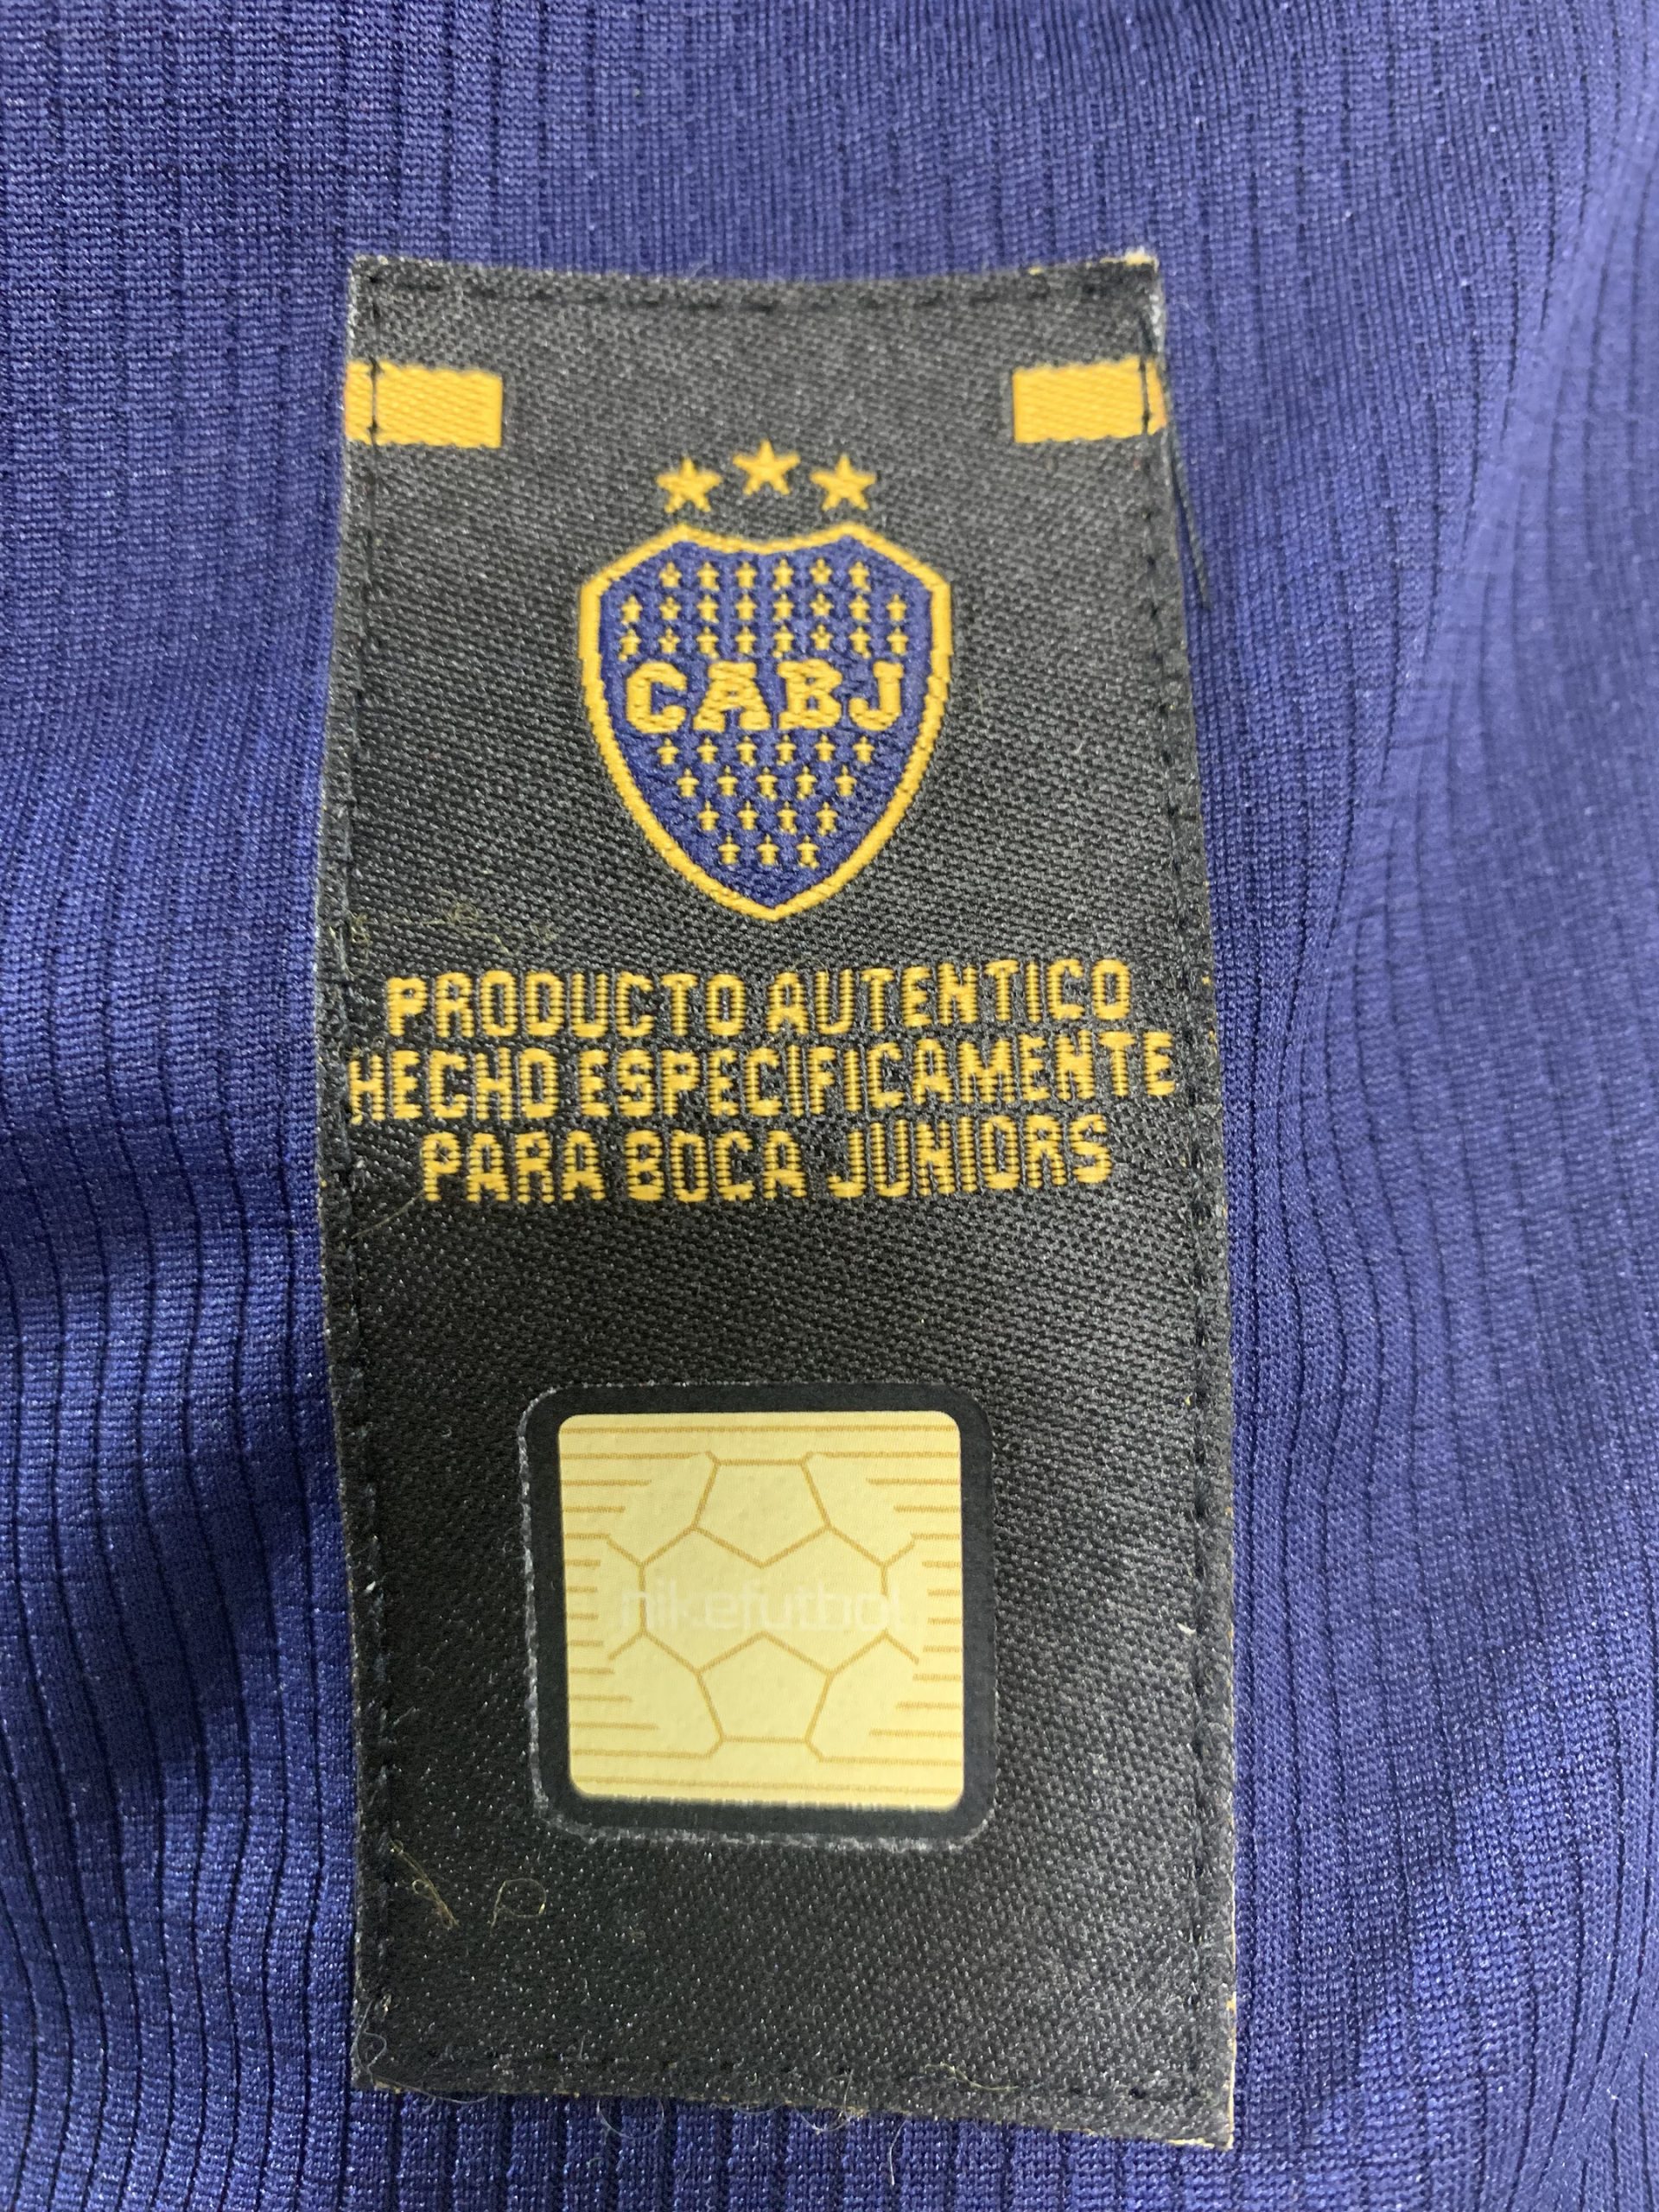 CABJ
PRODUCTO AUTENTICO
HECHO ESPECIFICAMENTE
PARA BOCA JUNIORS
nikefutbol